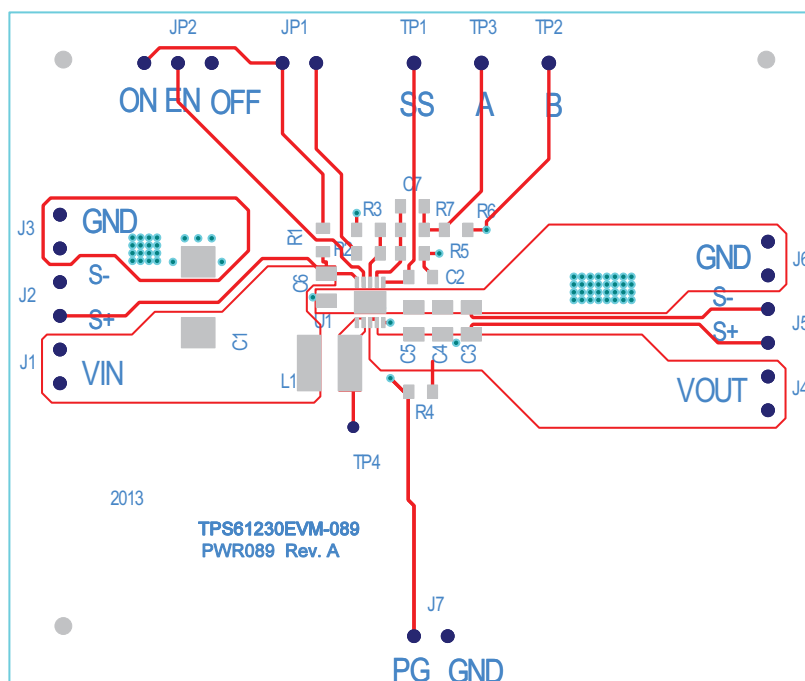 JP2 JP1 TP1 TP3 TP2
ON EN OFF SS A B
C7
R3 R7 R6
J3 GND R1
R2 R5 GND J6
S- C6 C2
J2 S-
S+ U1 S+ J5
J1 C1 C5 C4 C3
VIN L1 VOUT J4
R4
TP4
2013
TPS61230EVM-089
PWR089 Rev. A
J7
PG GND